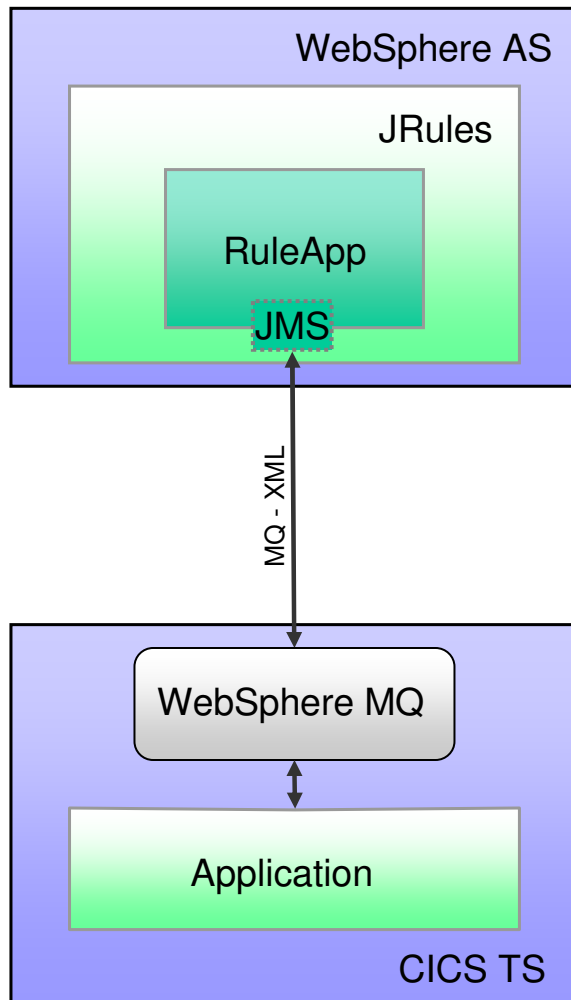 WebSphere AS
JRules
RuleApp
JMS
MQ - XML
WebSphere MQ
Application
CICS TS